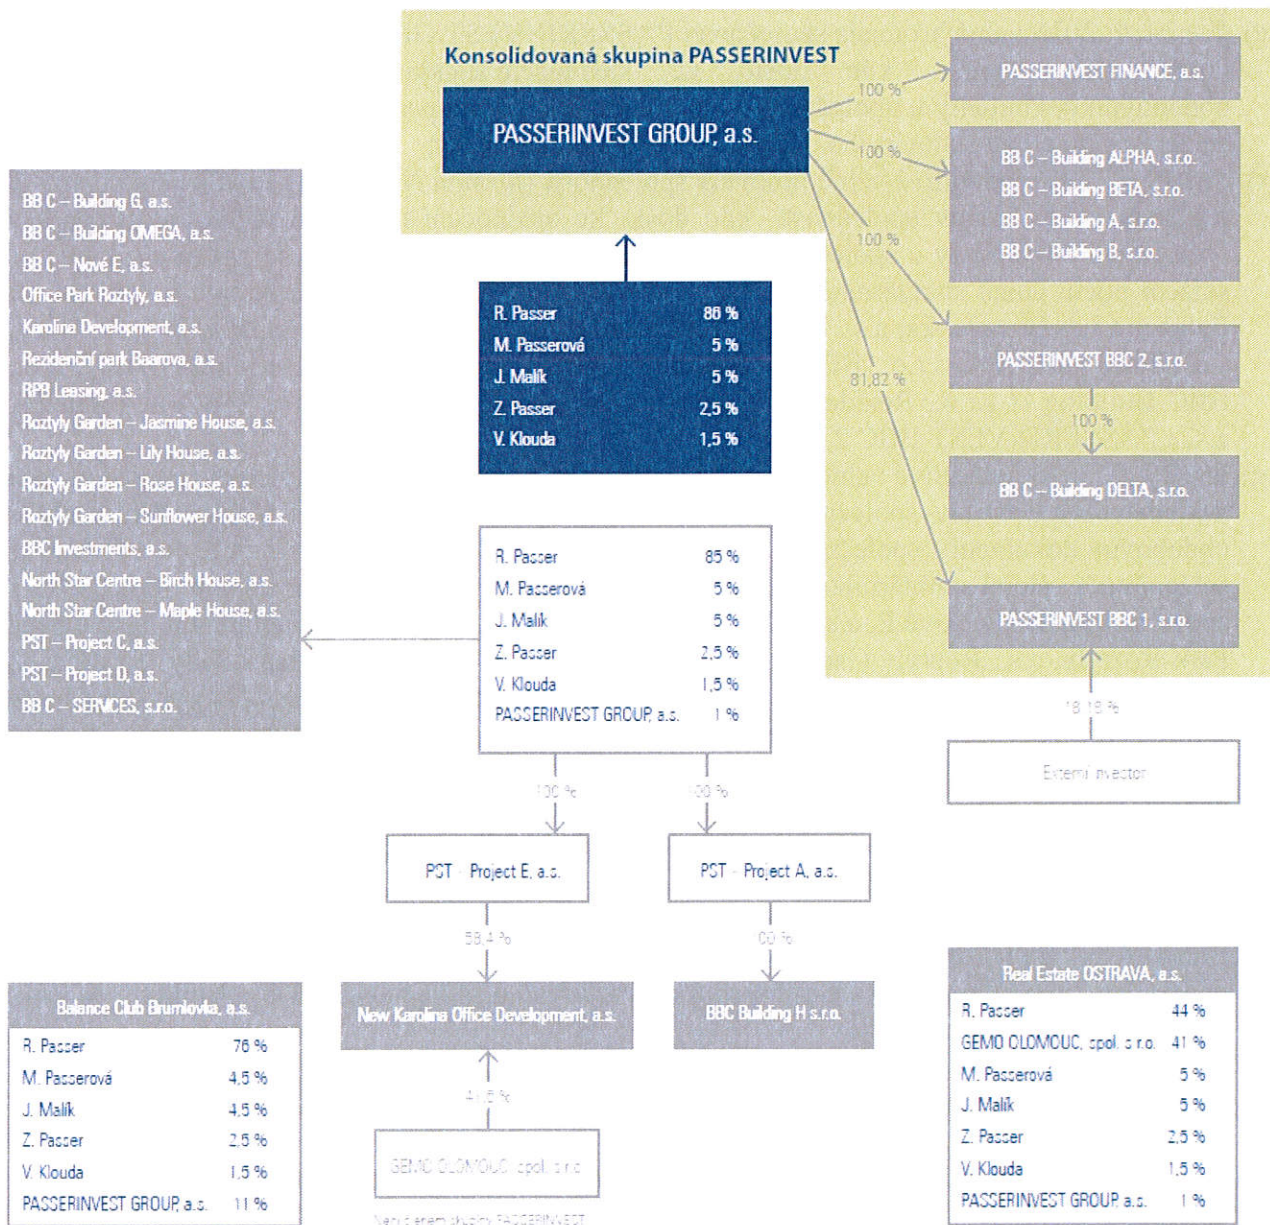 Konsolidovaná skupina PASSERINVEST
PASSERINVEST GROUP, a.s.
100 %
PASSERINVEST FINANCE, a.s.
100 %
BB C – Building ALPHA, s.r.o.
BB C – Building BETA, s.r.o.
BB C – Building A, s.r.o.
BB C – Building B, s.r.o.
100 %
PASSERINVEST BBC 2, s.r.o.
100 %
BB C – Building DELTA, s.r.o.
81,82 %
PASSERINVEST BBC 1, s.r.o.
18,18 %
Externí investor
R. Passer 86 %
M. Passerová 5 %
J. Malík 5 %
Z. Passer 2,5 %
V. Klouda 1,5 %
BB C – Building G, a.s.
BB C – Building OMEGA, a.s.
BB C – Nové E, a.s.
Office Park Roztyly, a.s.
Karolina Development, a.s.
Rezidenční park Baarova, a.s.
RPB Leasing, a.s.
Roztyly Garden – Jasmine House, a.s.
Roztyly Garden – Lily House, a.s.
Roztyly Garden – Rose House, a.s.
Roztyly Garden – Sunflower House, a.s.
BBC Investments, a.s.
North Star Centre – Birch House, a.s.
North Star Centre – Maple House, a.s.
PST – Project C, a.s.
PST – Project D, a.s.
BB C – SERVICES, s.r.o.
R. Passer 85 %
M. Passerová 5 %
J. Malík 5 %
Z. Passer 2,5 %
V. Klouda 1,5 %
PASSERINVEST GROUP, a.s. 1 %
100 %
100 %
PST - Project E, a.s.
PST - Project A, a.s.
58,4 %
00 %
New Karolina Office Development, a.s.
BBC Building H s.r.o.
GEMO OLOMOUC, spol. s r.o.
Není členem skupiny PASSERINVEST
Balance Club Brumlovka, a.s.
R. Passer 76 %
M. Passerová 4,5 %
J. Malík 4,5 %
Z. Passer 2,5 %
V. Klouda 1,5 %
PASSERINVEST GROUP, a.s. 11 %
Real Estate OSTRAVA, a.s.
R. Passer 44 %
GEMO OLOMOUC, spol. s r.o. 41 %
M. Passerová 5 %
J. Malík 5 %
Z. Passer 2,5 %
V. Klouda 1,5 %
PASSERINVEST GROUP, a.s. 1 %